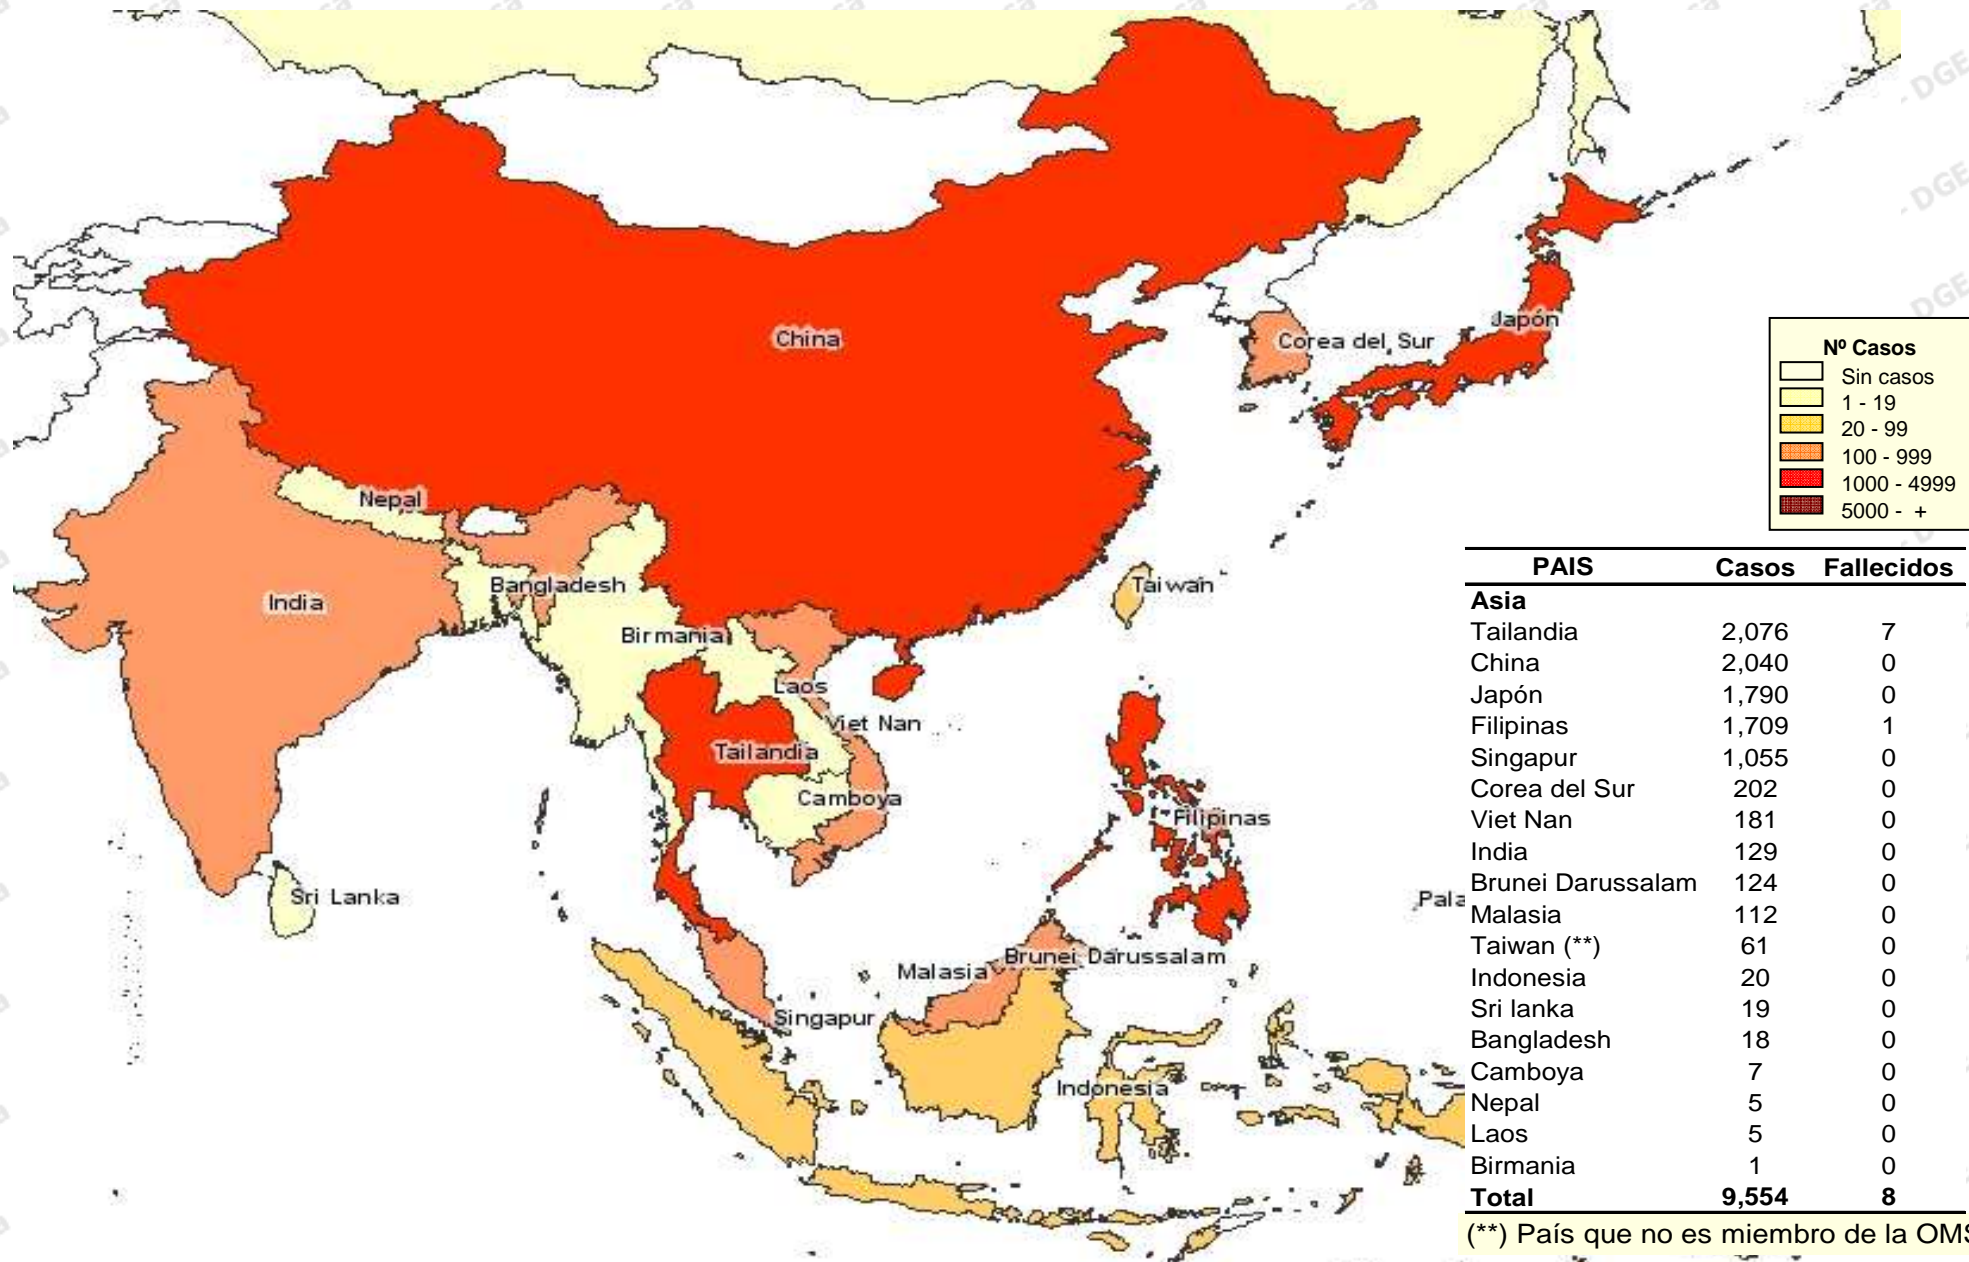 China
Japón
Corea del Sur
Nepal
India
Bangladesh
Taiwan
Birmania
Laos
Viet Nan
Tailandia
Camboya
Filipinas
Sri Lanka
Pala
Brunei Darussalam
Malasia
Singapur
Indonesia
Nº Casos
Sin casos
1 - 19
20 - 99
100 - 999
1000 - 4999
5000 - +
PAIS Casos Fallecidos
Asia
Tailandia 2,076 7
China 2,040 0
Japón 1,790 0
Filipinas 1,709 1
Singapur 1,055 0
Corea del Sur 202 0
Viet Nan 181 0
India 129 0
Brunei Darussalam 124 0
Malasia 112 0
Taiwan (**) 61 0
Indonesia 20 0
Sri lanka 19 0
Bangladesh 18 0
Camboya 7 0
Nepal 5 0
Laos 5 0
Birmania 1 0
Total 9,554 8
(**) País que no es miembro de la OMS
- DGE
- DGE
- DGE